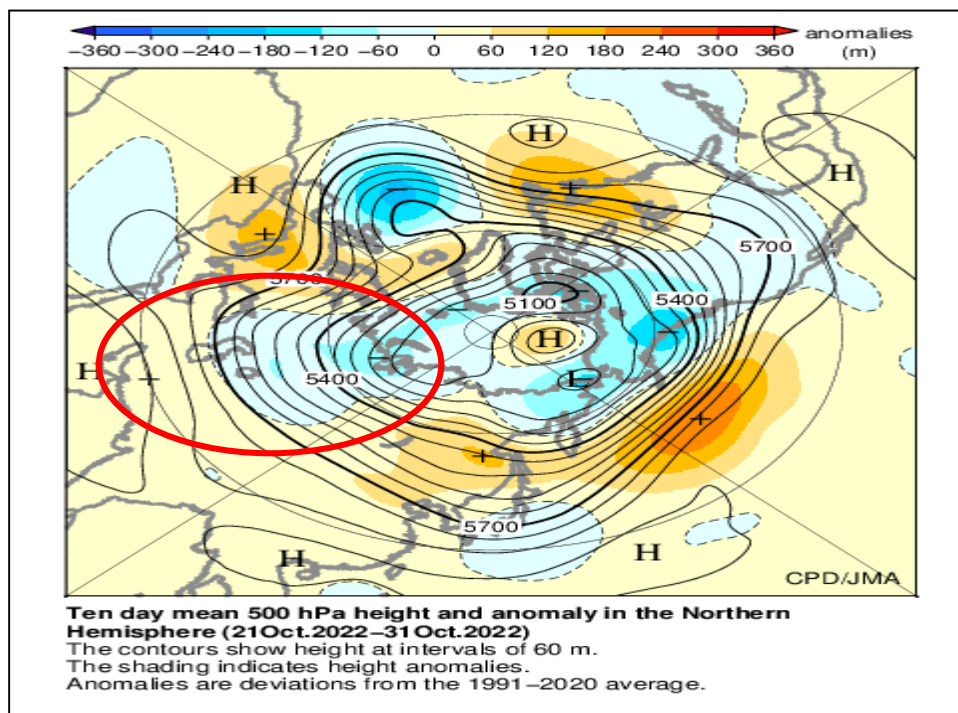 anomalies
−360 −300 −240 −180 −120 −60 0 60 120 180 240 300 360 (m)
H
H
H
5700
5700
5100
5400
H
H
5400
L
5700
H
H
CPD/JMA
Ten day mean 500 hPa height and anomaly in the Northern
Hemisphere (21Oct.2022−31Oct.2022)
The contours show height at intervals of 60 m.
The shading indicates height anomalies.
Anomalies are deviations from the 1991−2020 average.